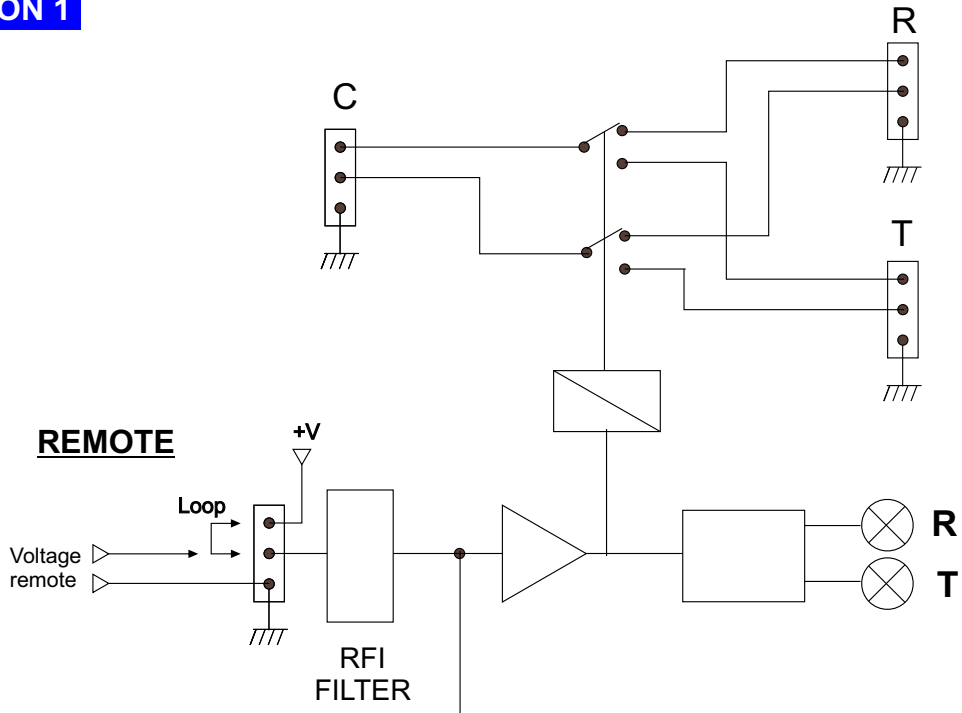 ON 1
R
C
T
REMOTE
+V
Loop
Voltage
remote
R
T
RFI
FILTER